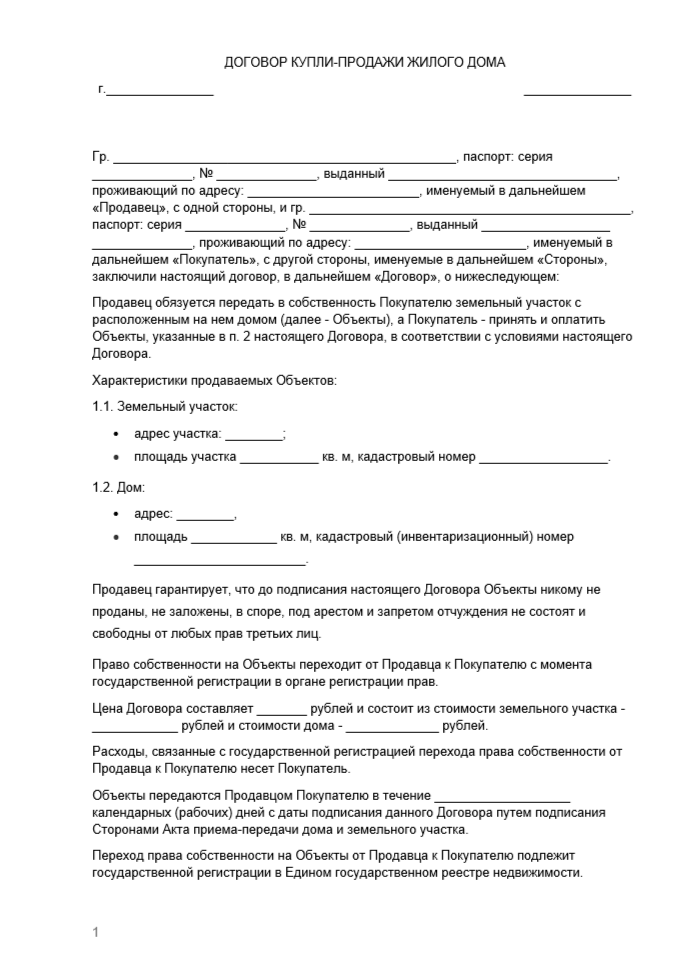 ДОГОВОР КУПЛИ-ПРОДАЖИ ЖИЛОГО ДОМА
г._______________ _______________
Гр. ________________________________________________, паспорт: серия
______________, № ______________, выданный ________________________________,
проживающий по адресу: ________________________, именуемый в дальнейшем
«Продавец», с одной стороны, и гр. _____________________________________________,
паспорт: серия ______________, № ______________, выданный __________________
______________, проживающий по адресу: ________________________, именуемый в
дальнейшем «Покупатель», с другой стороны, именуемые в дальнейшем «Стороны»,
заключили настоящий договор, в дальнейшем «Договор», о нижеследующем:
Продавец обязуется передать в собственность Покупателю земельный участок с
расположенным на нем домом (далее - Объекты), а Покупатель - принять и оплатить
Объекты, указанные в п. 2 настоящего Договора, в соответствии с условиями настоящего
Договора.
Характеристики продаваемых Объектов:
1.1. Земельный участок:
• адрес участка: ________;
• площадь участка ___________ кв. м, кадастровый номер __________________.
1.2. Дом:
• адрес: ________,
• площадь ____________ кв. м, кадастровый (инвентаризационный) номер
________________________.
Продавец гарантирует, что до подписания настоящего Договора Объекты никому не
проданы, не заложены, в споре, под арестом и запретом отчуждения не состоят и
свободны от любых прав третьих лиц.
Право собственности на Объекты переходит от Продавца к Покупателю с момента
государственной регистрации в органе регистрации прав.
Цена Договора составляет _______ рублей и состоит из стоимости земельного участка -
____________ рублей и стоимости дома - _____________ рублей.
Расходы, связанные с государственной регистрацией перехода права собственности от
Продавца к Покупателю несет Покупатель.
Объекты передаются Продавцом Покупателю в течение ___________________
календарных (рабочих) дней с даты подписания данного Договора путем подписания
Сторонами Акта приема-передачи дома и земельного участка.
Переход права собственности на Объекты от Продавца к Покупателю подлежит
государственной регистрации в Едином государственном реестре недвижимости.
1